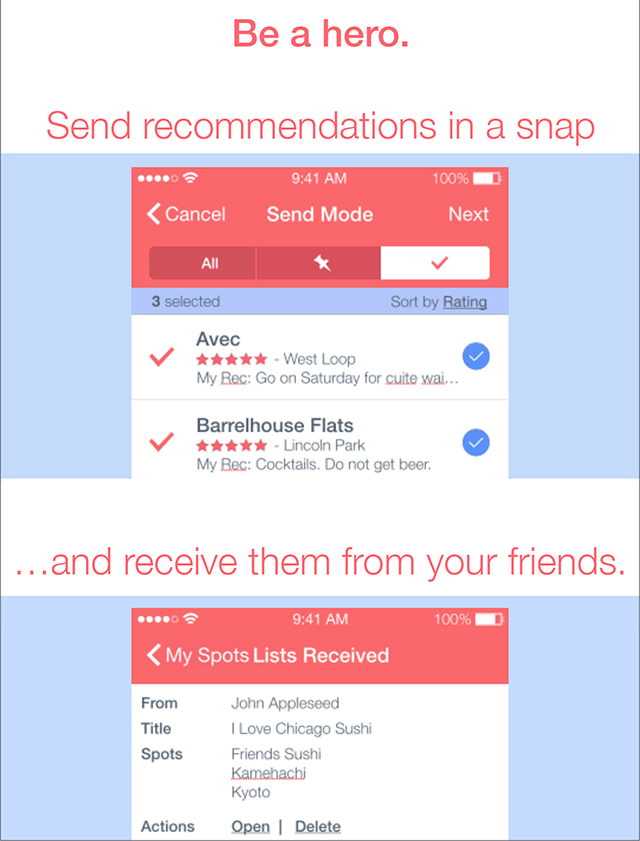 Be a hero.
Send recommendations in a snap
9:41 AM 100%
Cancel Send Mode Next
All
3 selected Sort by Rating
Avec
- West Loop
My Rec: Go on Saturday for cuite wai...
Barrelhouse Flats
- Lincoln Park
My Rec: Cocktails. Do not get beer.
...and receive them from your friends.
9:41 AM 100%
My Spots Lists Received
From John Appleseed
Title I Love Chicago Sushi
Spots Friends Sushi
Kamehachi
Kyoto
Actions Open | Delete